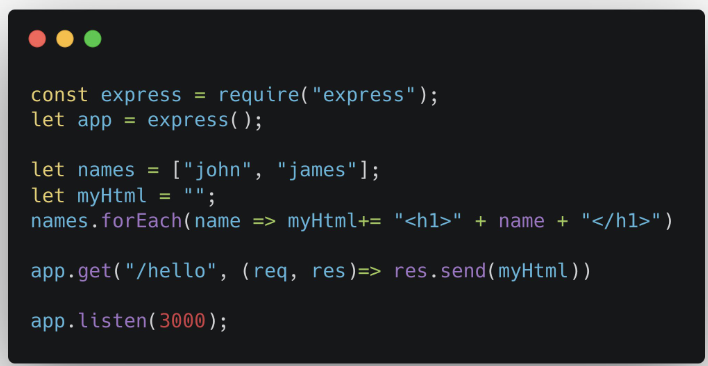 const express = require("express");
let app = express();
let names = ["john", "james"];
let myHtml = "";
names.forEach(name => myHtml+= "<h1>" + name + "</h1>")
app.get("/hello", (req, res)=> res.send(myHtml))
app.listen(3000);